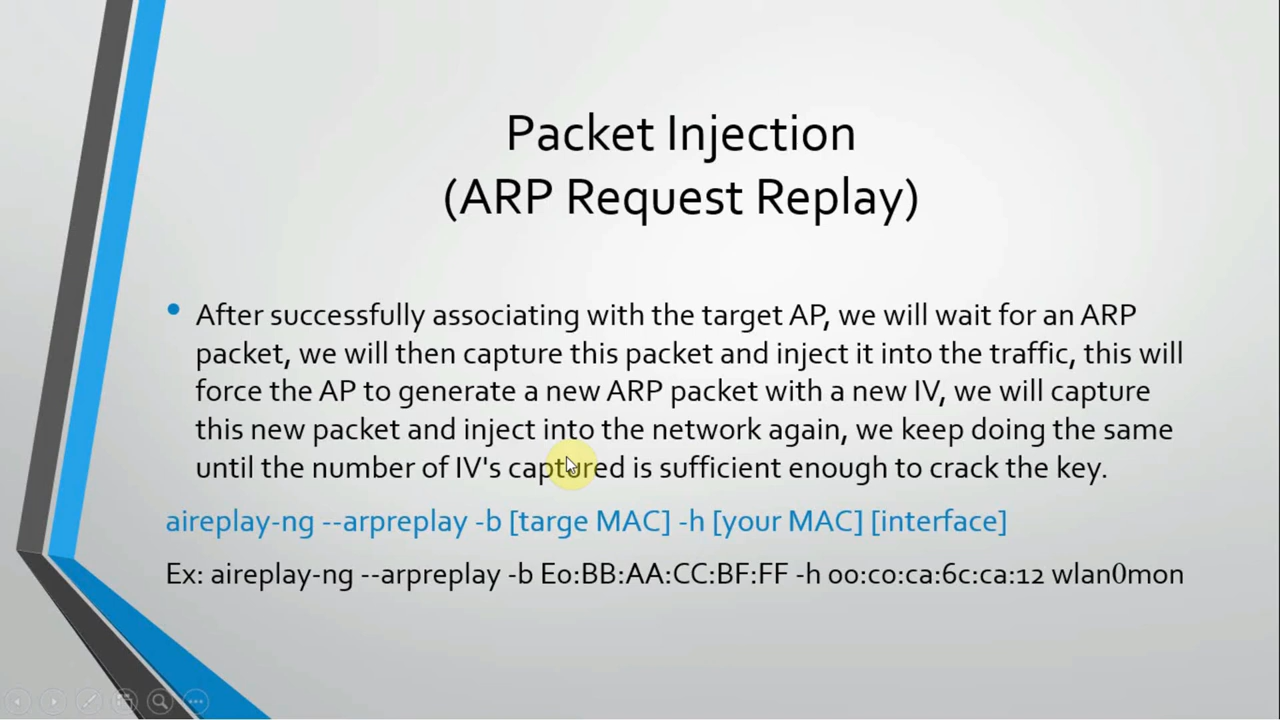 Packet Injection
(ARP Request Replay)
After successfully associating with the target AP, we will wait for an ARP
packet, we will then capture this packet and inject it into the traffic, this will
force the AP to generate a new ARP packet with a new IV, we will capture
this new packet and inject into the network again, we keep doing the same
until the number of IV's captured is sufficient enough to crack the key.
aireplay-ng --arpreplay -b [targe MAC] -h [your MAC] [interface]
Ex: aireplay-ng --arpreplay -b E0:BB:AA:CC:BF:FF -h 00:c0:ca:6c:ca:12 wlan0mon